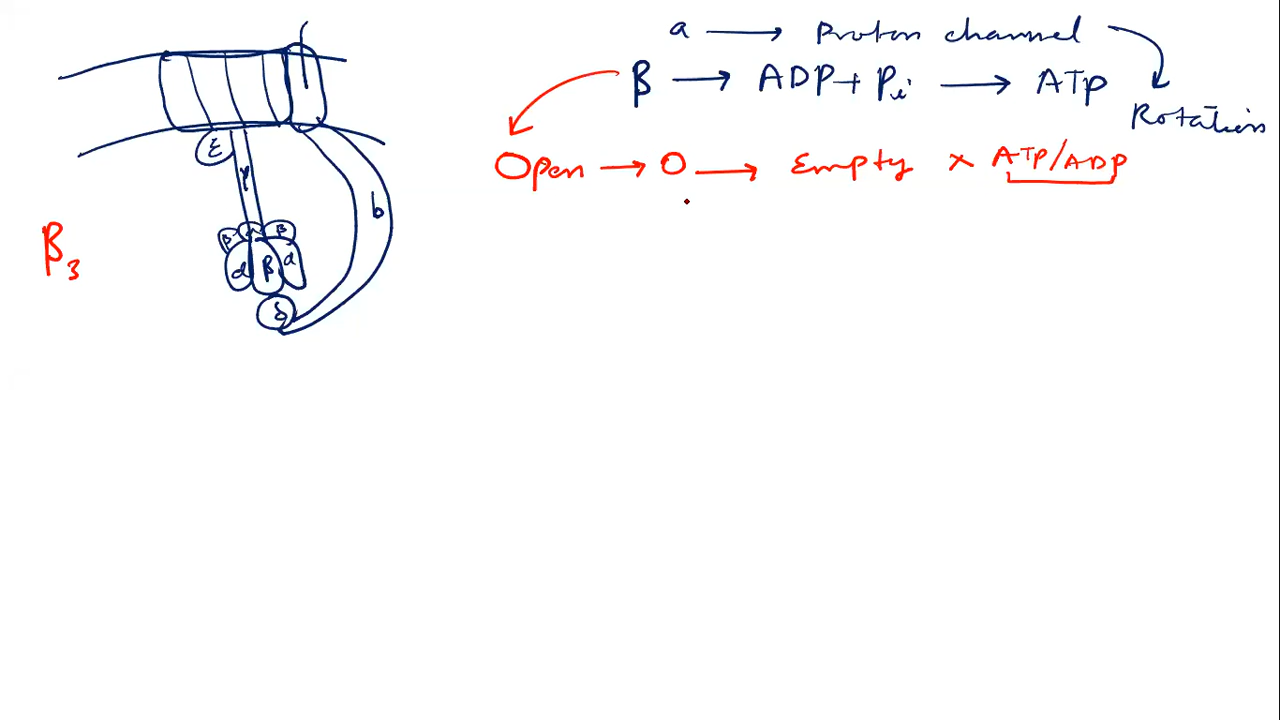 a → Proton channel
β → ADP + Pi → ATP
Rotation
Open → O → Empty × ATP/ADP
ε
γ
b
β α β
α β α
δ
β3